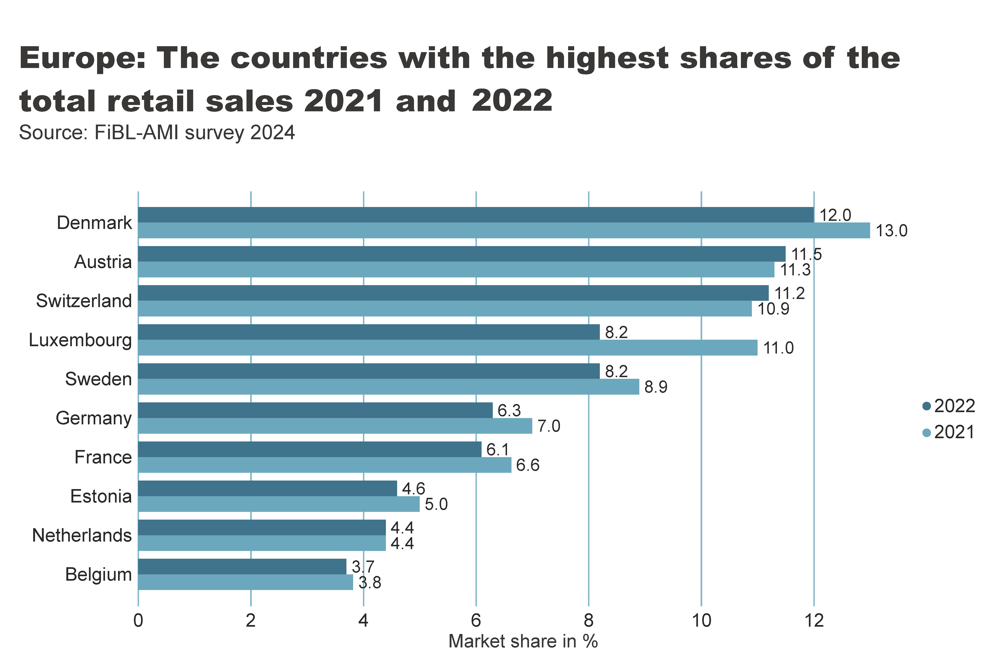 Europe: The countries with the highest shares of the
total retail sales 2021 and 2022
Source: FiBL-AMI survey 2024
Denmark
12.0
13.0
Austria
11.5
11.3
Switzerland
11.2
10.9
Luxembourg
8.2
11.0
Sweden
8.2
8.9
Germany
6.3
7.0
France
6.1
6.6
Estonia
4.6
5.0
Netherlands
4.4
4.4
Belgium
3.7
3.8
2022
2021
0 2 4 6 8 10 12
Market share in %